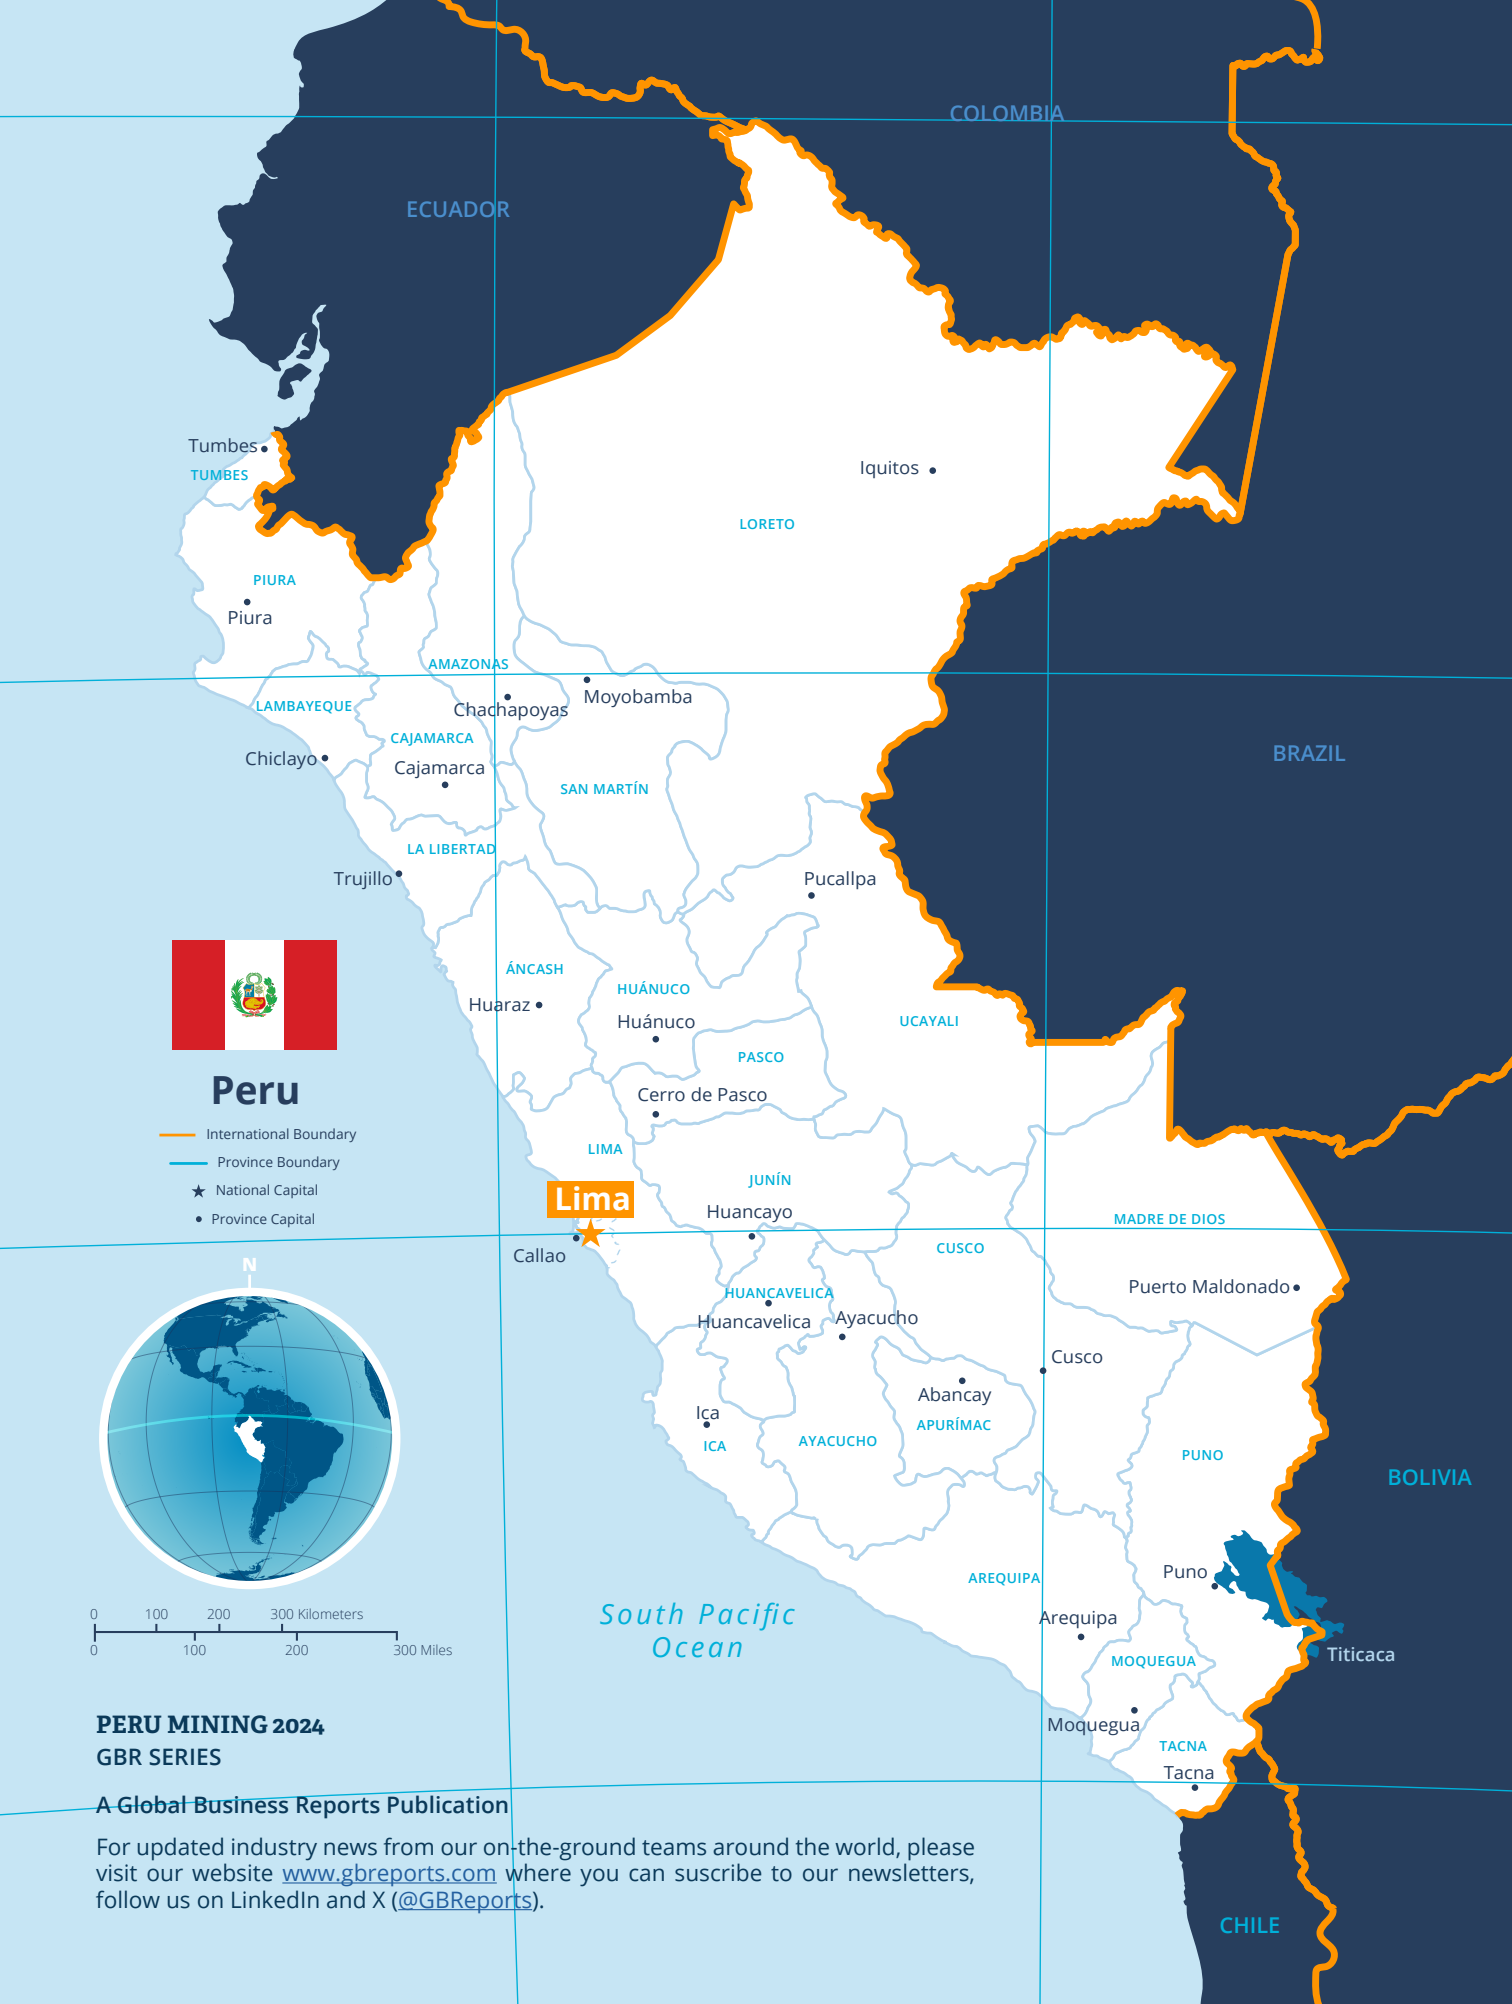 COLOMBIA
ECUADOR
Tumbes
TUMBES
Iquitos
LORETO
PIURA
Piura
AMAZONAS
Moyobamba
LAMBAYEQUE
Chachapoyas
CAJAMARCA
BRAZIL
Chiclayo
Cajamarca
SAN MARTÍN
LA LIBERTAD
Trujillo
Pucallpa
ÁNCASH
HUÁNUCO
Huaraz
Huánuco
UCAYALI
PASCO
Peru
Cerro de Pasco
International Boundary
LIMA
Province Boundary
JUNÍN
National Capital
Lima
Huancayo
Province Capital
MADRE DE DIOS
Callao
CUSCO
N
HUANCAVELICA
Puerto Maldonado
Huancavelica
Ayacucho
Cusco
Abancay
Ica
APURÍMAC
ICA
AYACUCHO
PUNO
BOLIVIA
Puno
AREQUIPA
0 100 200 300 Kilometers
0 100 200 300 Miles
South Pacific
Ocean
Arequipa
Titicaca
MOQUEGUA
Moquegua
TACNA
Tacna
PERU MINING 2024
GBR SERIES
A Global Business Reports Publication
For updated industry news from our on-the-ground teams around the world, please
visit our website www.gbreports.com where you can suscribe to our newsletters,
follow us on LinkedIn and X (@GBReports).
CHILE